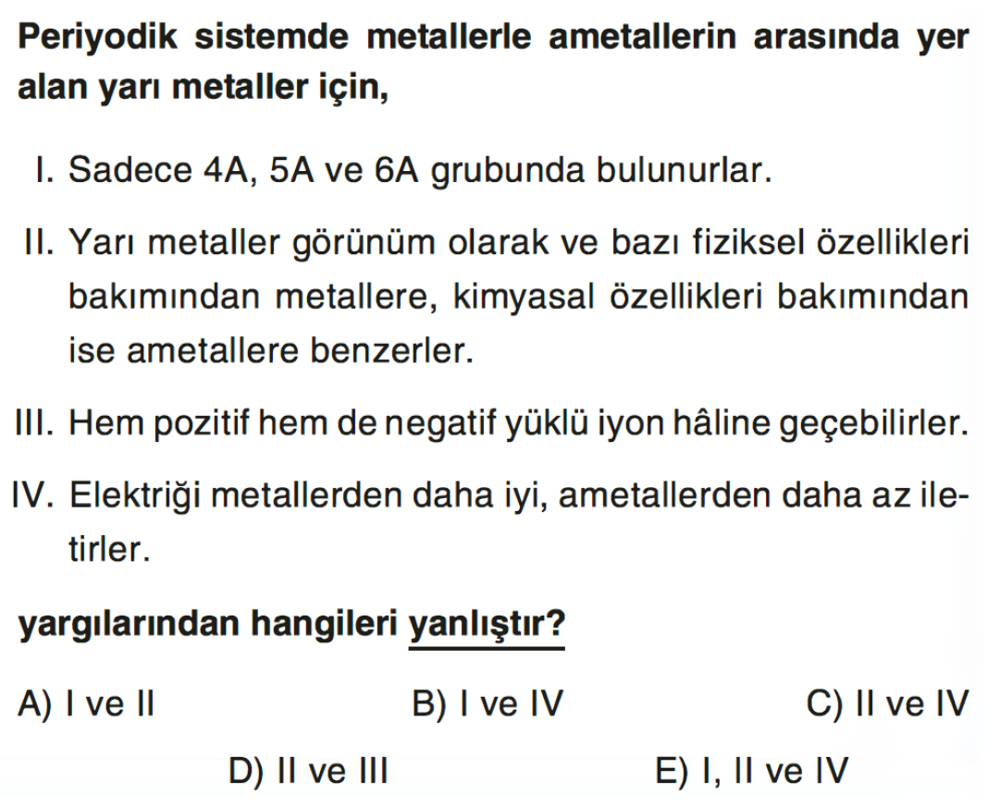 Periyodik sistemde metallerle ametallerin arasında yer
alan yarı metaller için,
I. Sadece 4A, 5A ve 6A grubunda bulunurlar.
II. Yarı metaller görünüm olarak ve bazı fiziksel özellikleri
bakımından metallere, kimyasal özellikleri bakımından
ise ametallere benzerler.
III. Hem pozitif hem de negatif yüklü iyon hâline geçebilirler.
IV. Elektriği metallerden daha iyi, ametallerden daha az ile-
tirler.
yargılarından hangileri yanlıştır?
A) I ve II B) I ve IV C) II ve IV
D) II ve III E) I, II ve IV